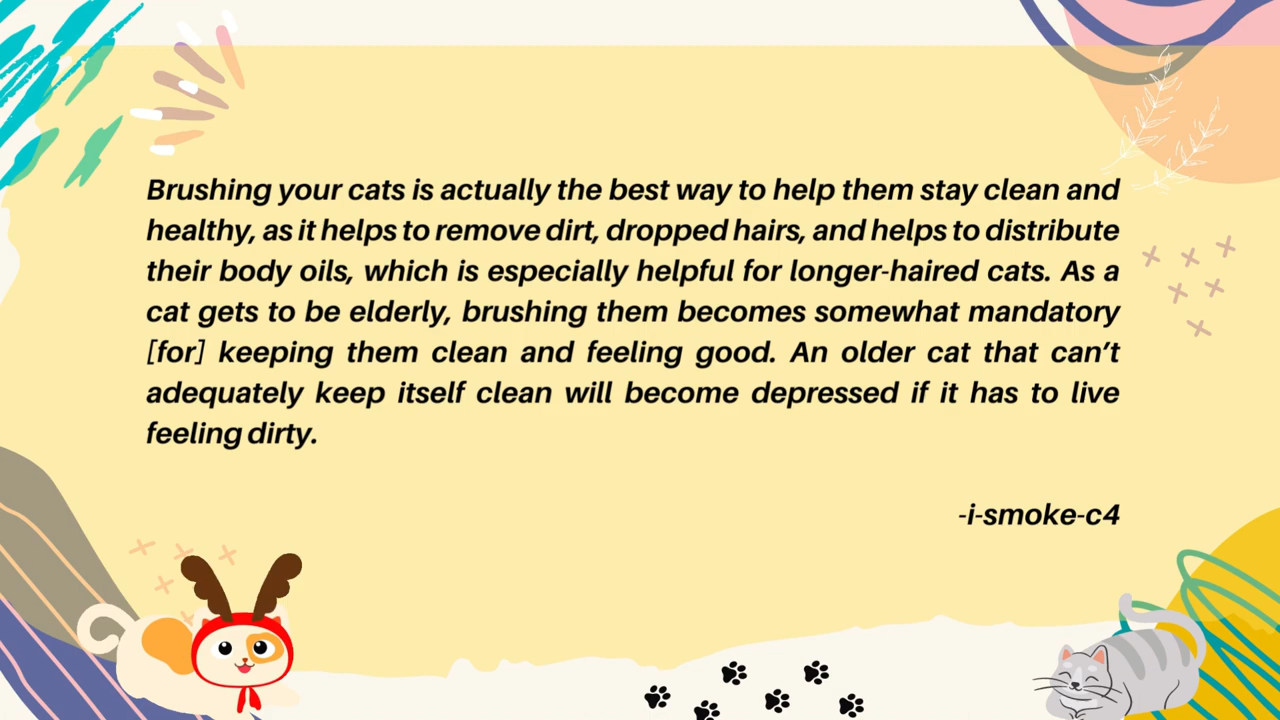 Brushing your cats is actually the best way to help them stay clean and
healthy, as it helps to remove dirt, dropped hairs, and helps to distribute
their body oils, which is especially helpful for longer-haired cats. As a
cat gets to be elderly, brushing them becomes somewhat mandatory
[for] keeping them clean and feeling good. An older cat that can’t
adequately keep itself clean will become depressed if it has to live
feeling dirty.
-i-smoke-c4